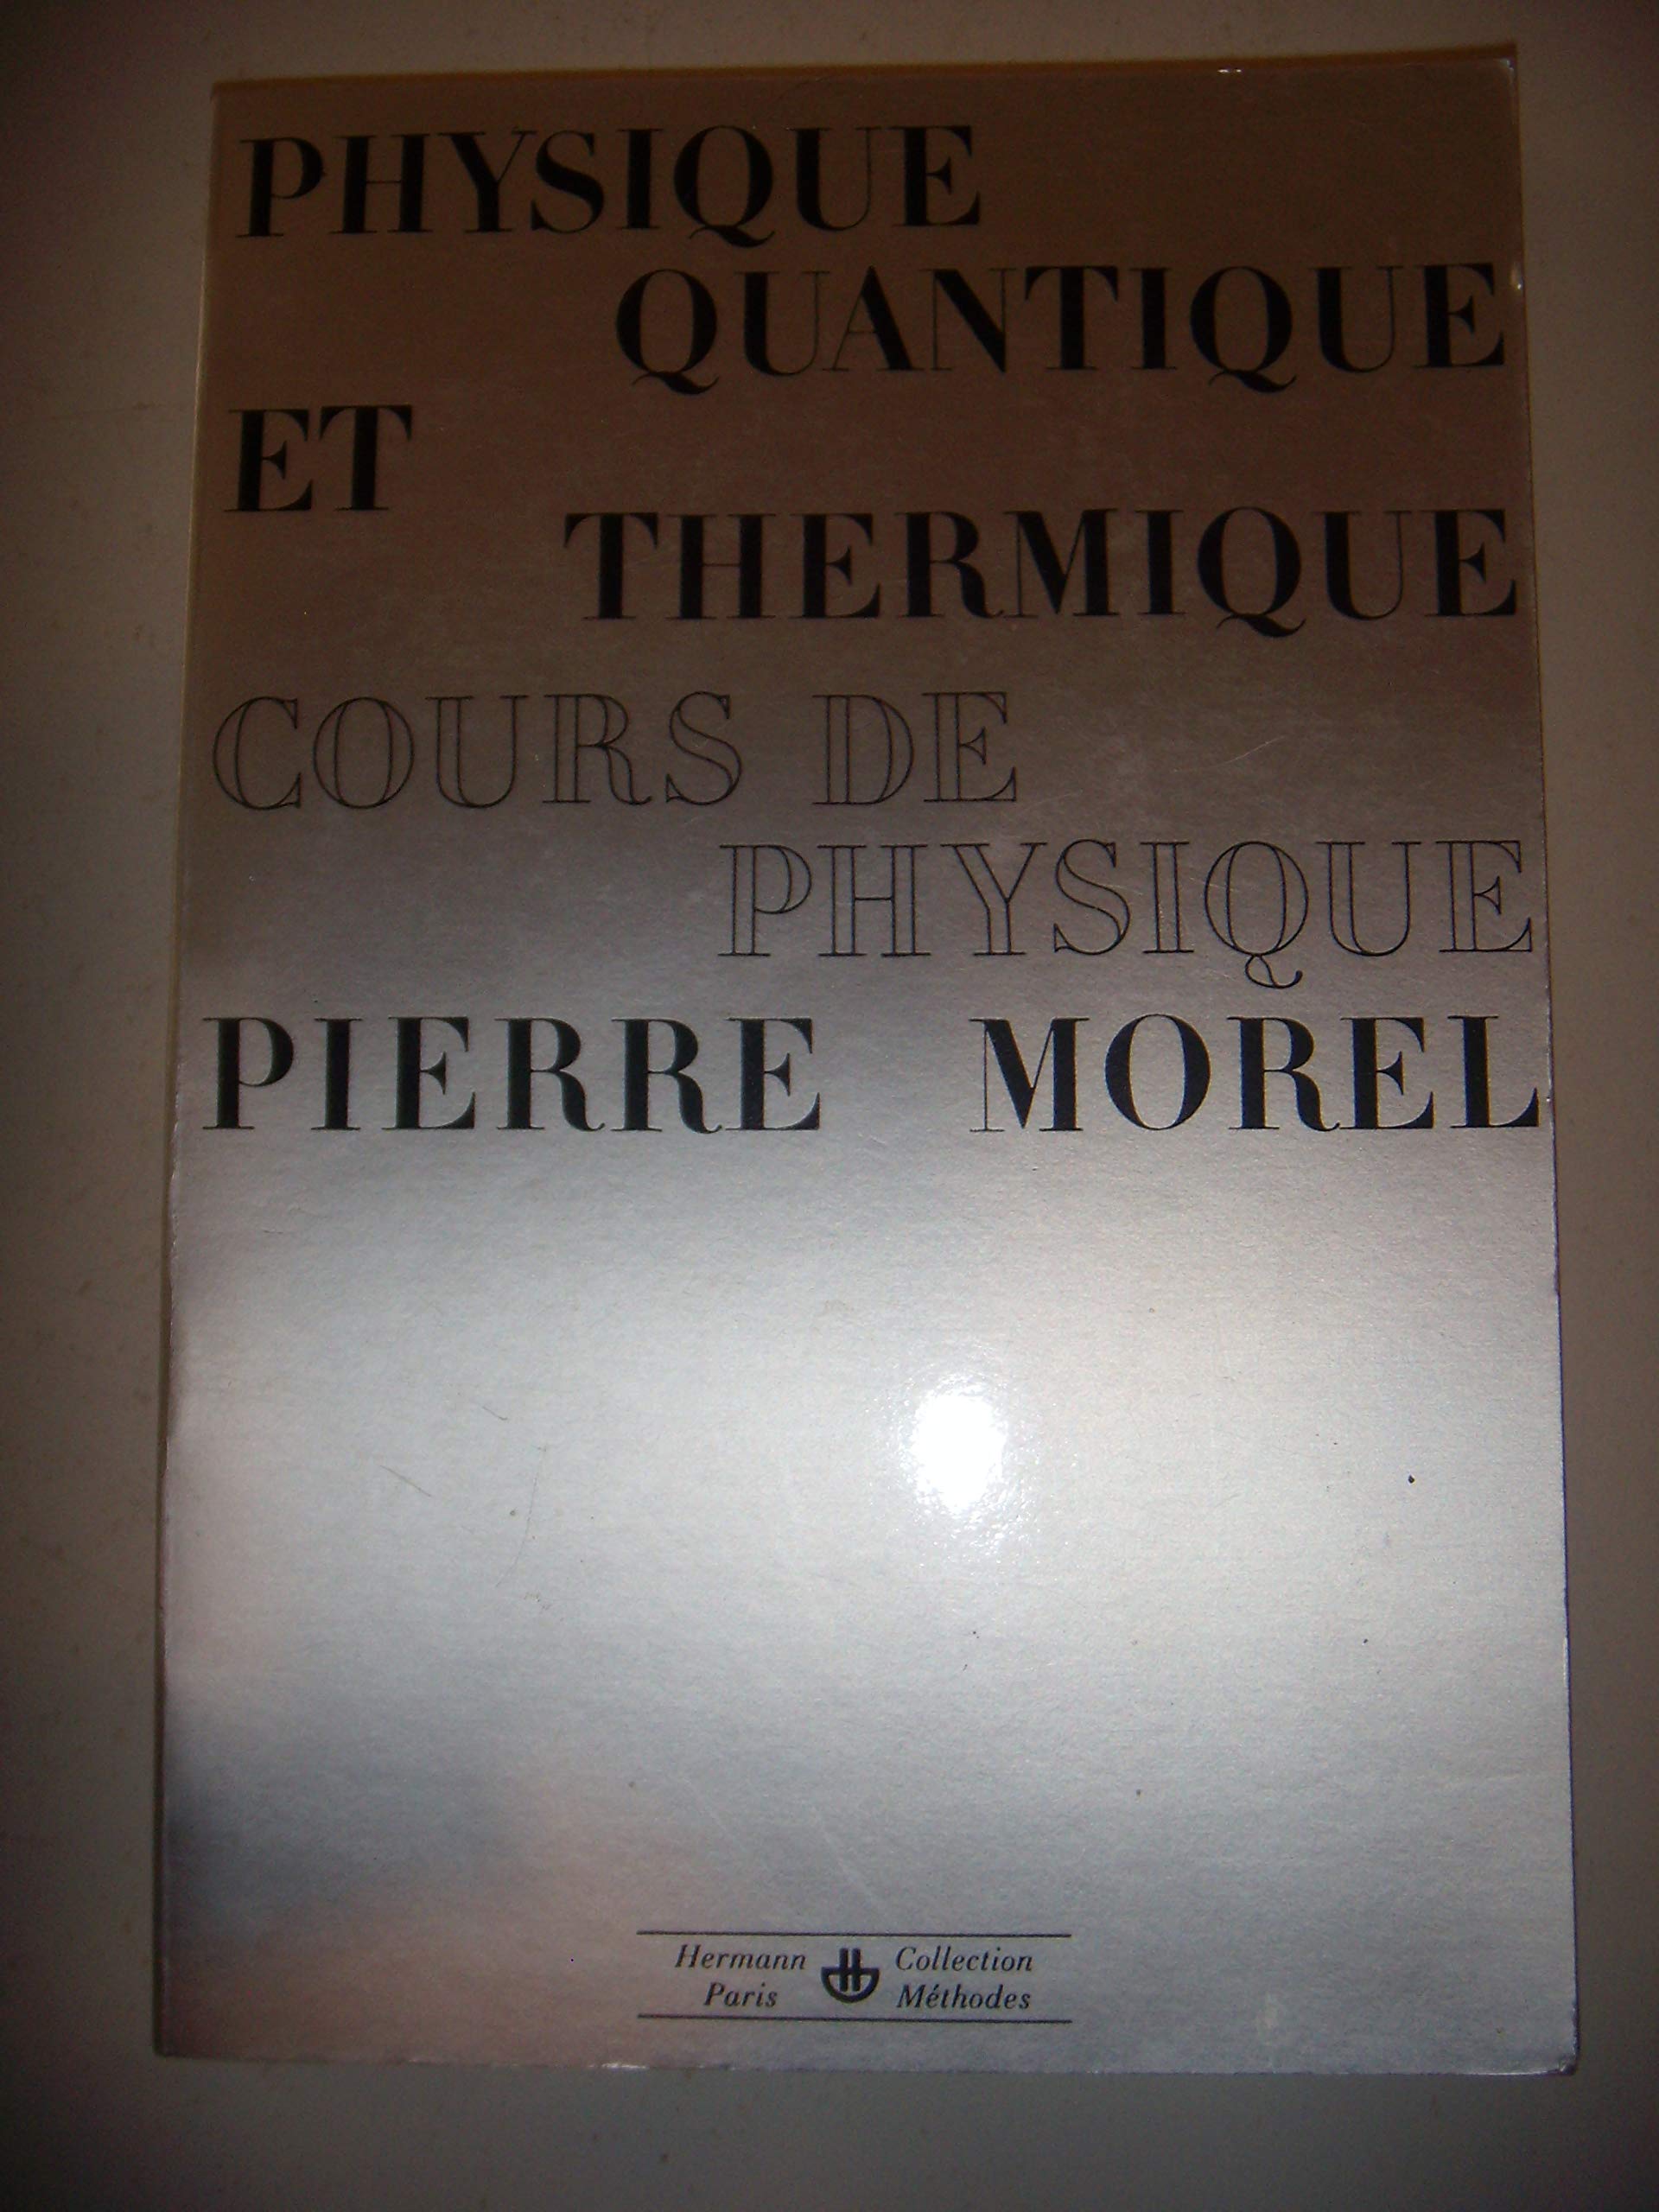 PHYSIQUE
QUANTIQUE
ET
THERMIQUE
COURS DE
PHYSIQUE
PIERRE MOREL
Hermann
Paris
Collection
Méthodes